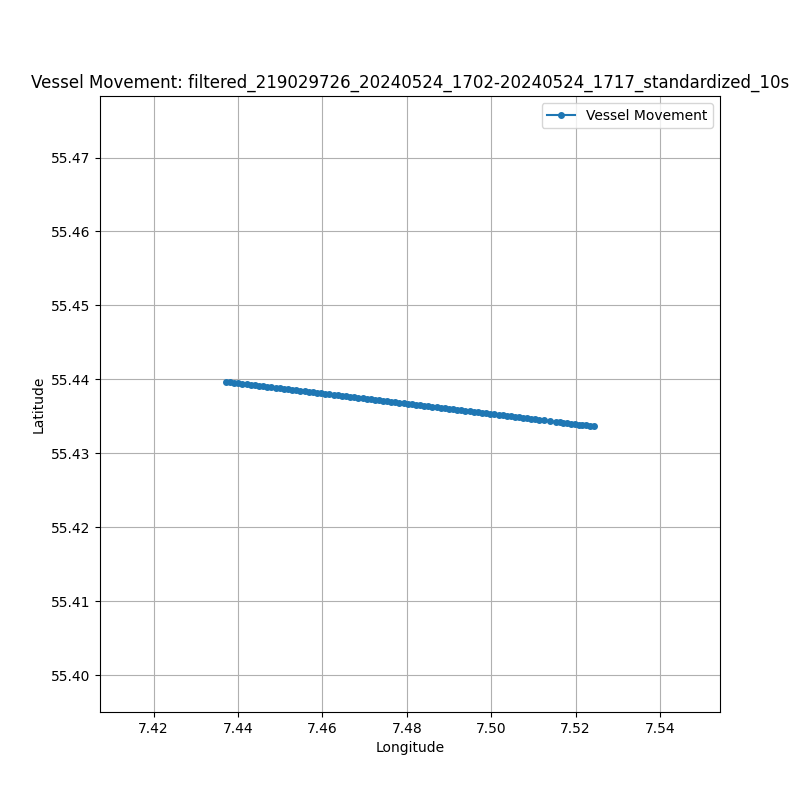 Vessel Movement: filtered_219029726_20240524_1702-20240524_1717_standardized_10s
Vessel Movement
55.47
55.46
55.45
55.44
55.43
55.42
55.41
55.40
Latitude
7.42 7.44 7.46 7.48 7.50 7.52 7.54
Longitude